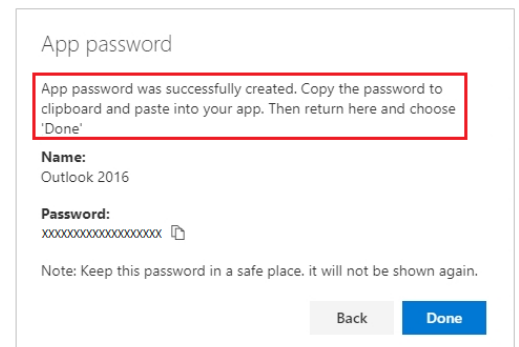 App password
App password was successfully created. Copy the password to
clipboard and paste into your app. Then return here and choose
'Done'
Name:
Outlook 2016
Password:
xxxxxxxxxxxxxxxxxxx
Note: Keep this password in a safe place. it will not be shown again.
Back Done